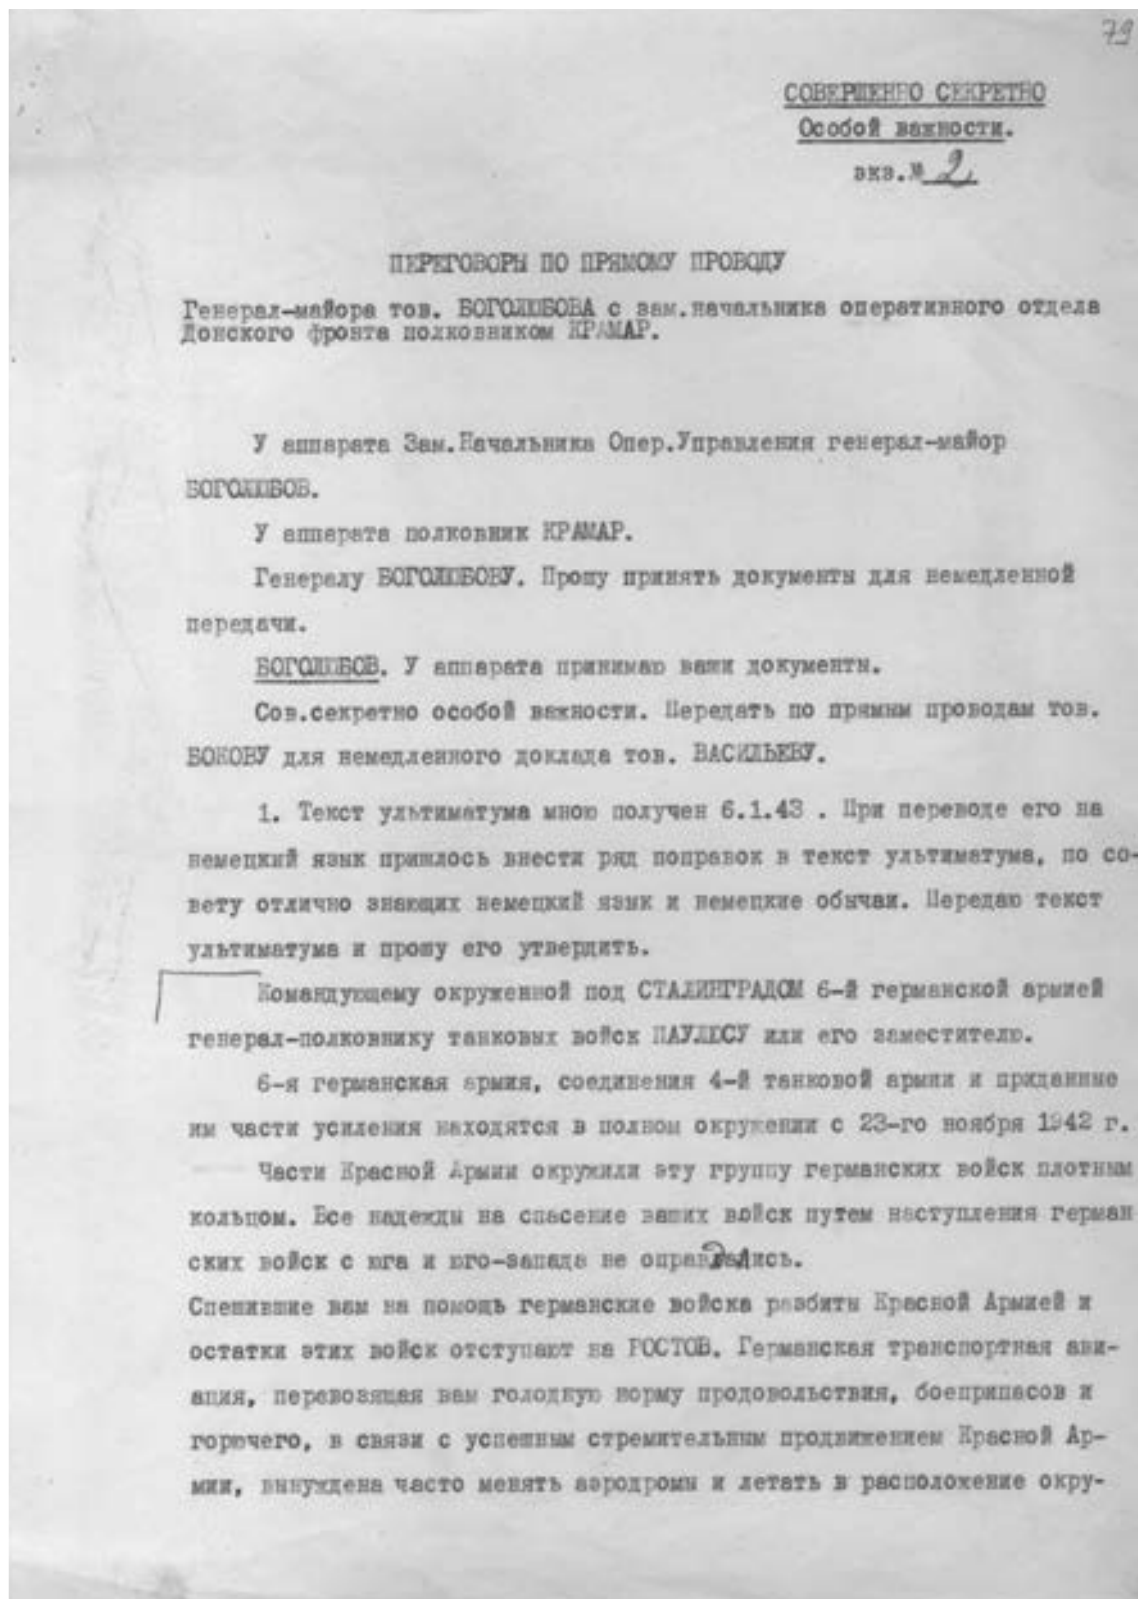 79
СОВЕРШЕННО СЕКРЕТНО
Особой важности.
экз.№ 2
ПЕРЕГОВОРЫ ПО ПРЯМОМУ ПРОВОДУ
Генерал-майора тов. БОГОЛЮБОВА с зам.начальника оперативного отдела
Донского фронта полковником КРАМАР.
У аппарата Зам.Начальника Опер.Управления генерал-майор
БОГОЛЮБОВ.
У аппарата полковник КРАМАР.
Генералу БОГОЛЮБОВУ. Прошу принять документы для немедленной
передачи.
БОГОЛЮБОВ. У аппарата принимаю ваши документы.
Сов.секретно особой важности. Передать по прямым проводам тов.
БОКОВУ для немедленного доклада тов. ВАСИЛЬЕВУ.
1. Текст ультиматума мною получен 6.1.43 . При переводе его на
немецкий язык пришлось внести ряд поправок в текст ультиматума, по со-
вету отлично знающих немецкий язык и немецкие обычаи. Передаю текст
ультиматума и прошу его утвердить.
Командующему окруженной под СТАЛИНГРАДОМ 6-й германской армией
генерал-полковнику танковых войск ПАУЛЮСУ или его заместителю.
6-я германская армия, соединения 4-й танковой армии и приданные
им части усиления находятся в полном окружении с 23-го ноября 1942 г.
Части Красной Армии окружили эту группу германских войск плотным
кольцом. Все надежды на спасение ваших войск путем наступления герман-
ских войск с юга и юго-запада не оправдались.
Спешившие вам на помощь германские войска разбиты Красной Армией и
остатки этих войск отступают на РОСТОВ. Германская транспортная ави-
ация, перевозящая вам голодную норму продовольствия, боеприпасов и
горючего, в связи с успешным стремительным продвижением Красной Ар-
мии, вынуждена часто менять аэродромы и летать в расположение окру-